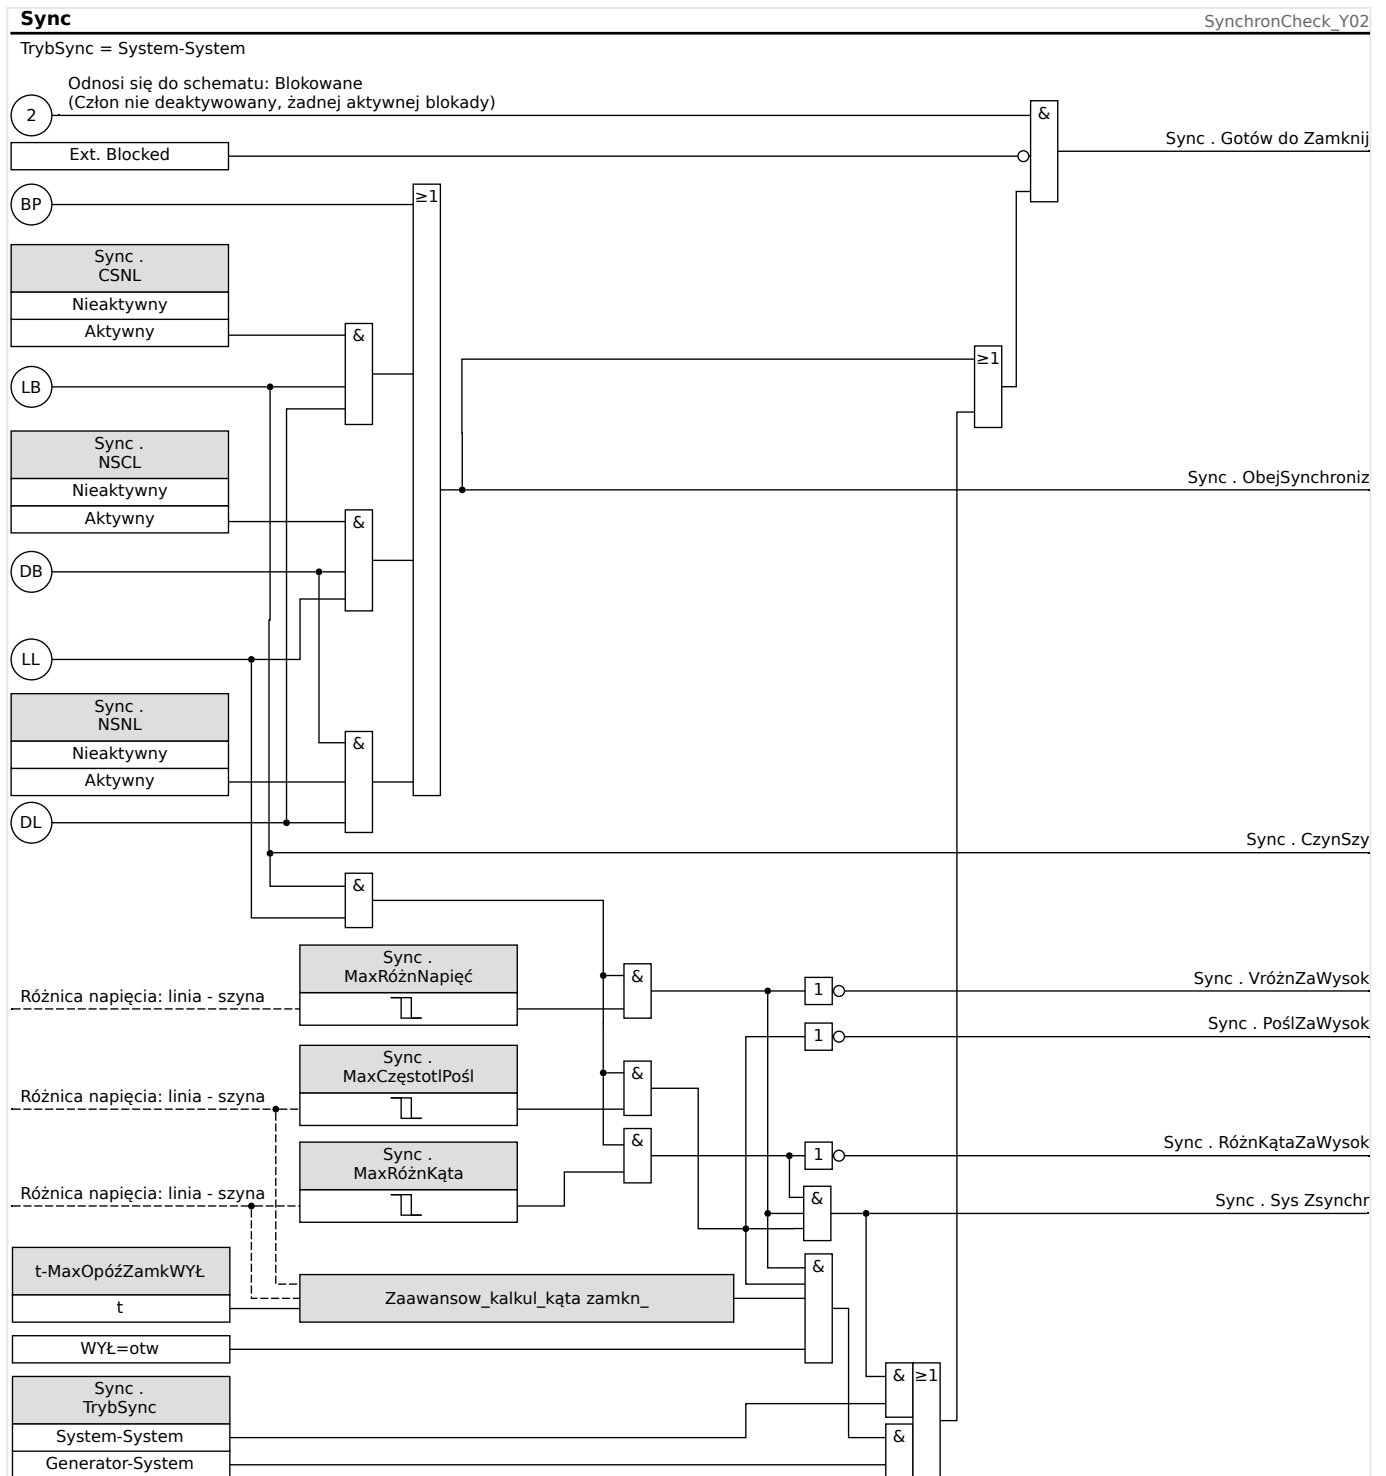 Sync
SynchronCheck_Y02
TrybSync = System-System
Odnosi się do schematu: Blokowane
(Człon nie deaktywowany, żadnej aktywnej blokady)
2
&
Sync . Gotów do Zamknij
Ext. Blocked
BP
≥1
Sync .
CSNL
Nieaktywny
Aktywny
&
≥1
LB
Sync .
NSCL
Nieaktywny
Aktywny
&
Sync . ObejSynchroniz
DB
LL
Sync .
NSNL
Nieaktywny
Aktywny
&
DL
Sync . CzynSzy
&
Sync .
MaxRóżnNapięć
Różnica napięcia: linia - szyna
&
1
Sync . VróżnZaWysok
1
Sync . PoślZaWysok
Sync .
MaxCzęstotlPośl
Różnica napięcia: linia - szyna
&
Sync .
MaxRóżnKąta
Różnica napięcia: linia - szyna
&
1
Sync . RóżnKątaZaWysok
&
Sync . Sys Zsynchr
t-MaxOpóźZamkWYŁ
t
Zaawansow_kalkul_kąta zamkn_
&
WYŁ=otw
Sync .
TrybSync
System-System
Generator-System
&
≥1
&